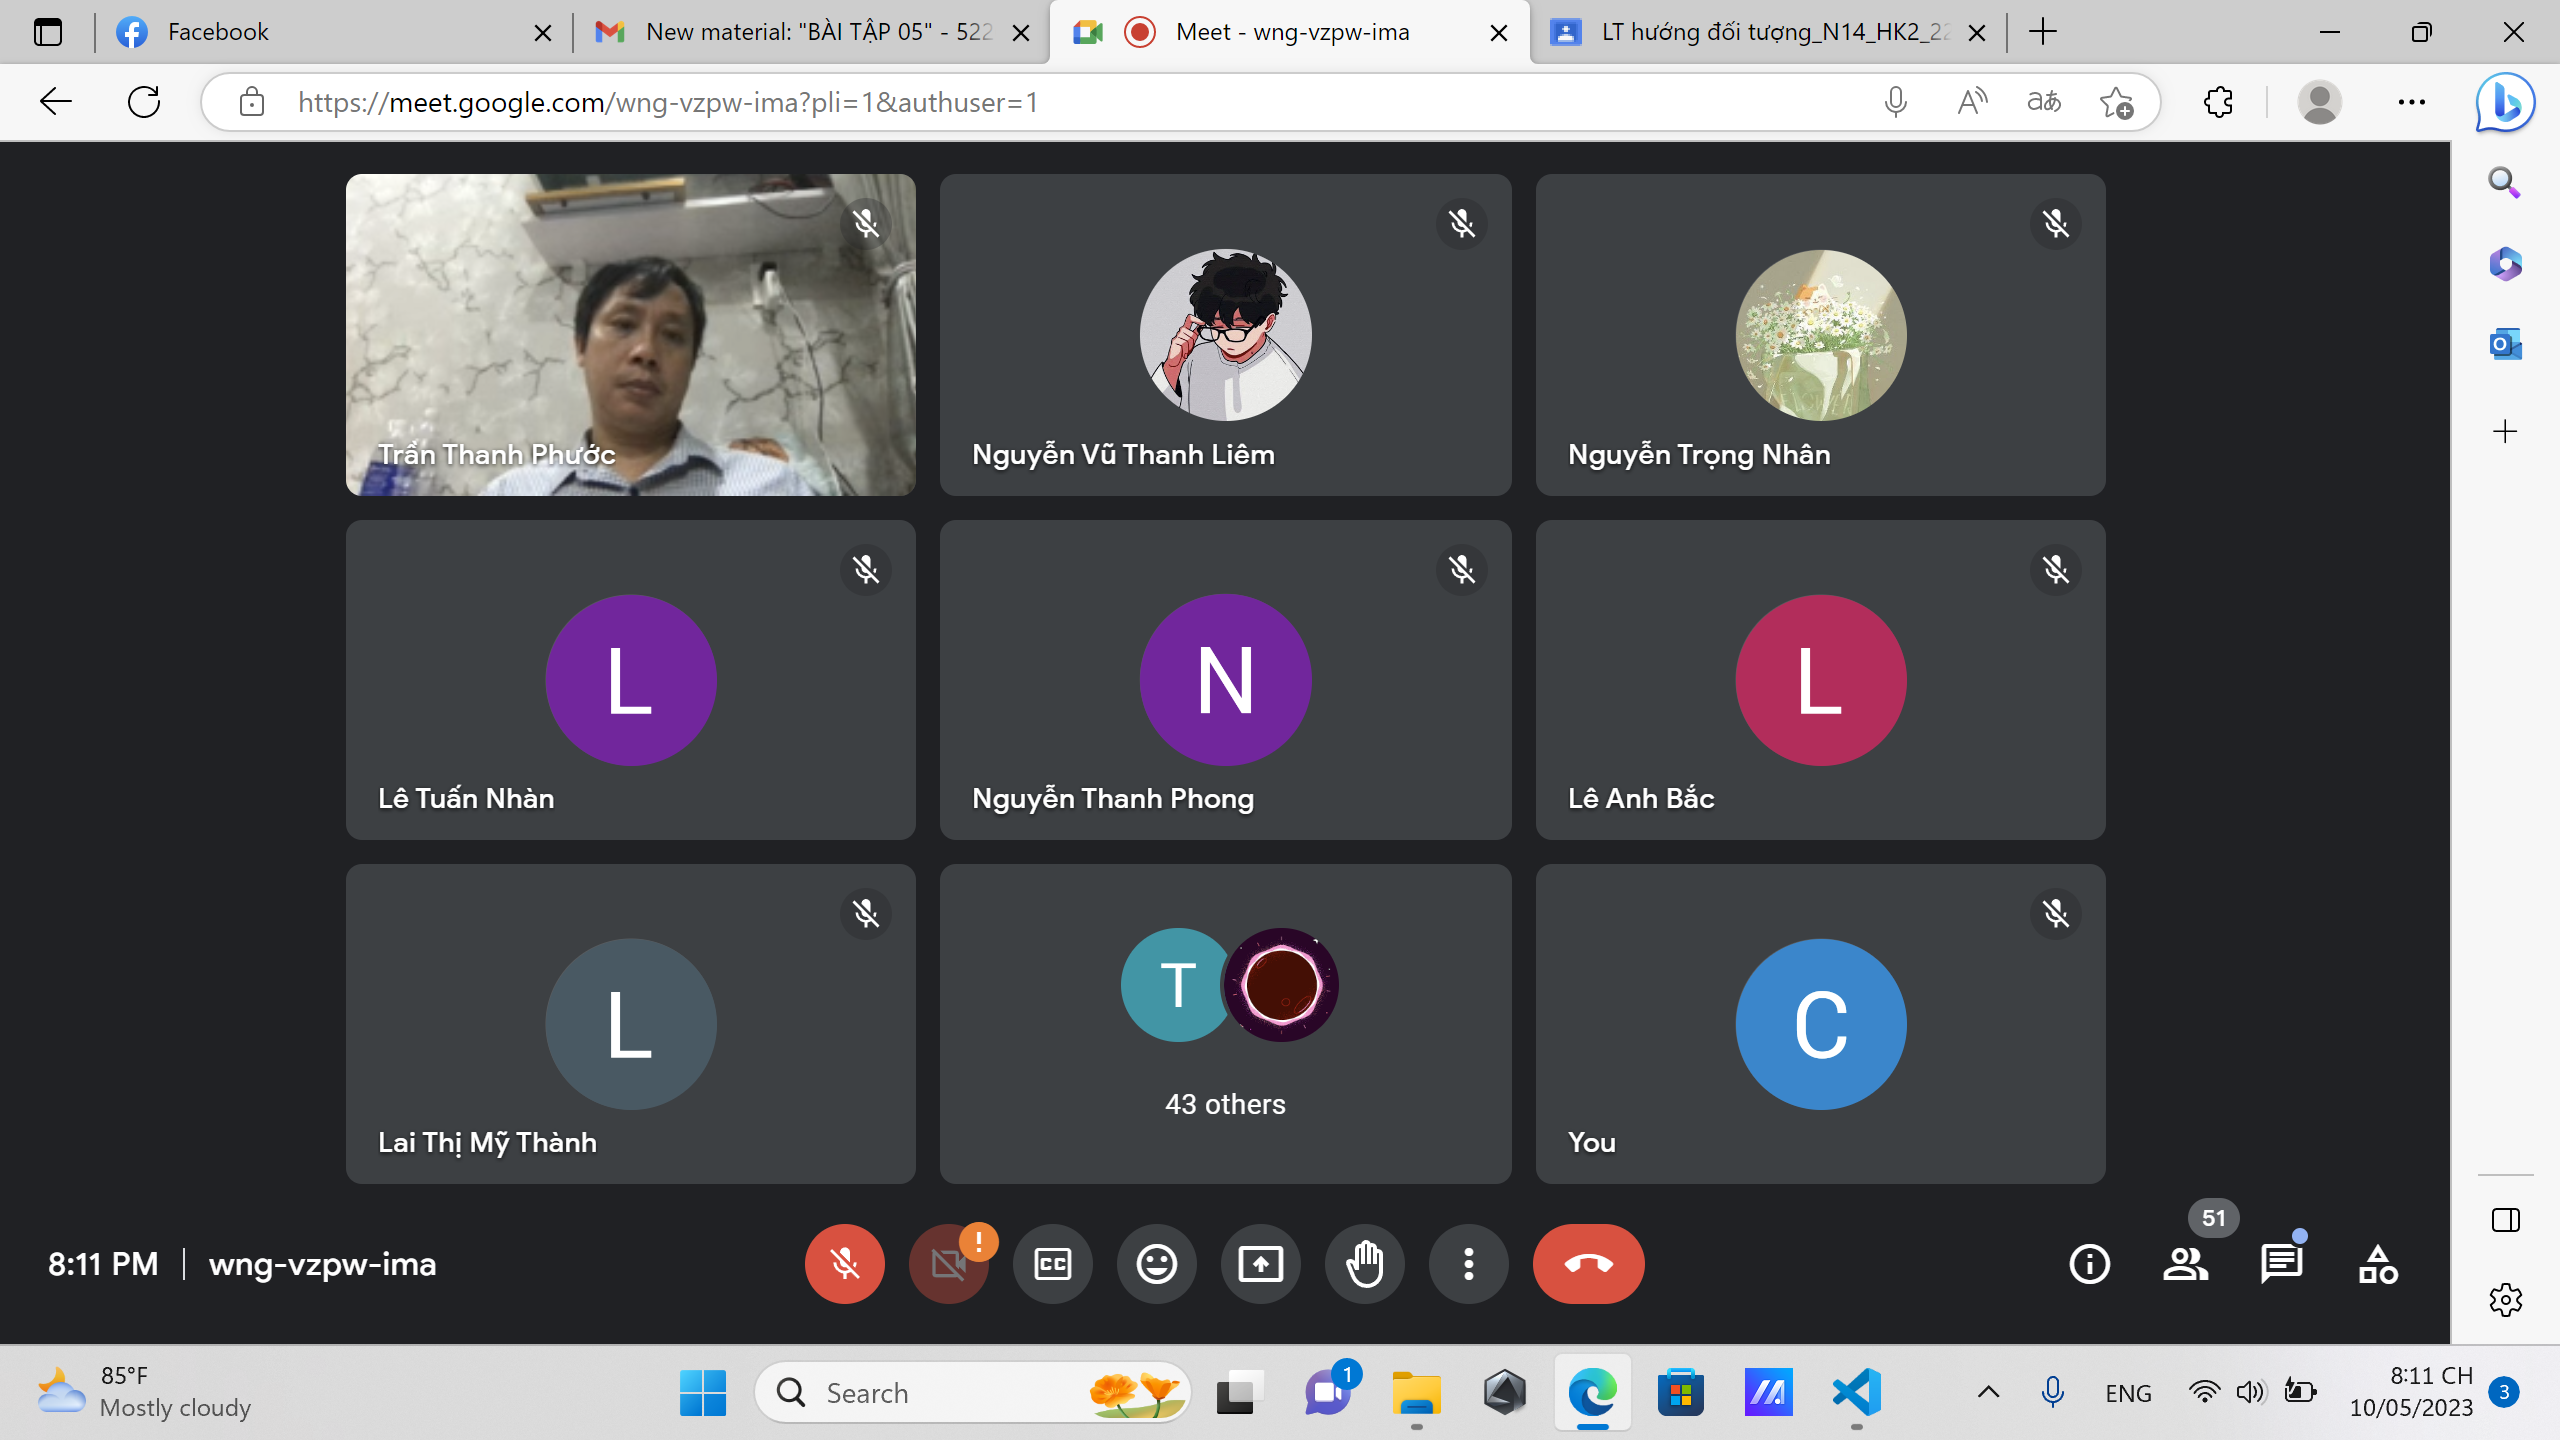 Facebook
New material: "BÀI TẬP 05" - 522
Meet - wng-vzpw-ima
LT hướng đối tượng_N14_HK2_22
https://meet.google.com/wng-vzpw-ima?pli=1&authuser=1
Trần Thanh Phước
Nguyễn Vũ Thanh Liêm
Nguyễn Trọng Nhân
L
N
L
Lê Tuấn Nhàn
Nguyễn Thanh Phong
Lê Anh Bắc
L
T
C
43 others
Lai Thị Mỹ Thành
You
51
8:11 PM
wng-vzpw-ima
85°F
Mostly cloudy
Search
1
ENG
8:11 CH
10/05/2023
3